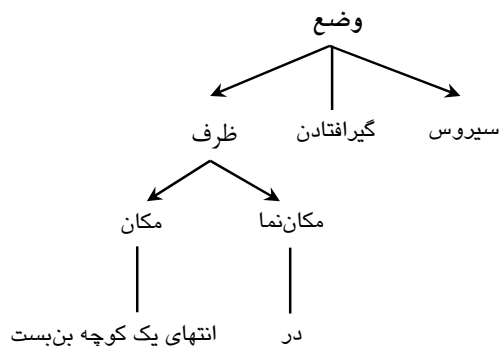 وضع
سیروس گیرافتادن ظرف
مکان‌نما مکان
در انتهای یک کوچه بن‌بست